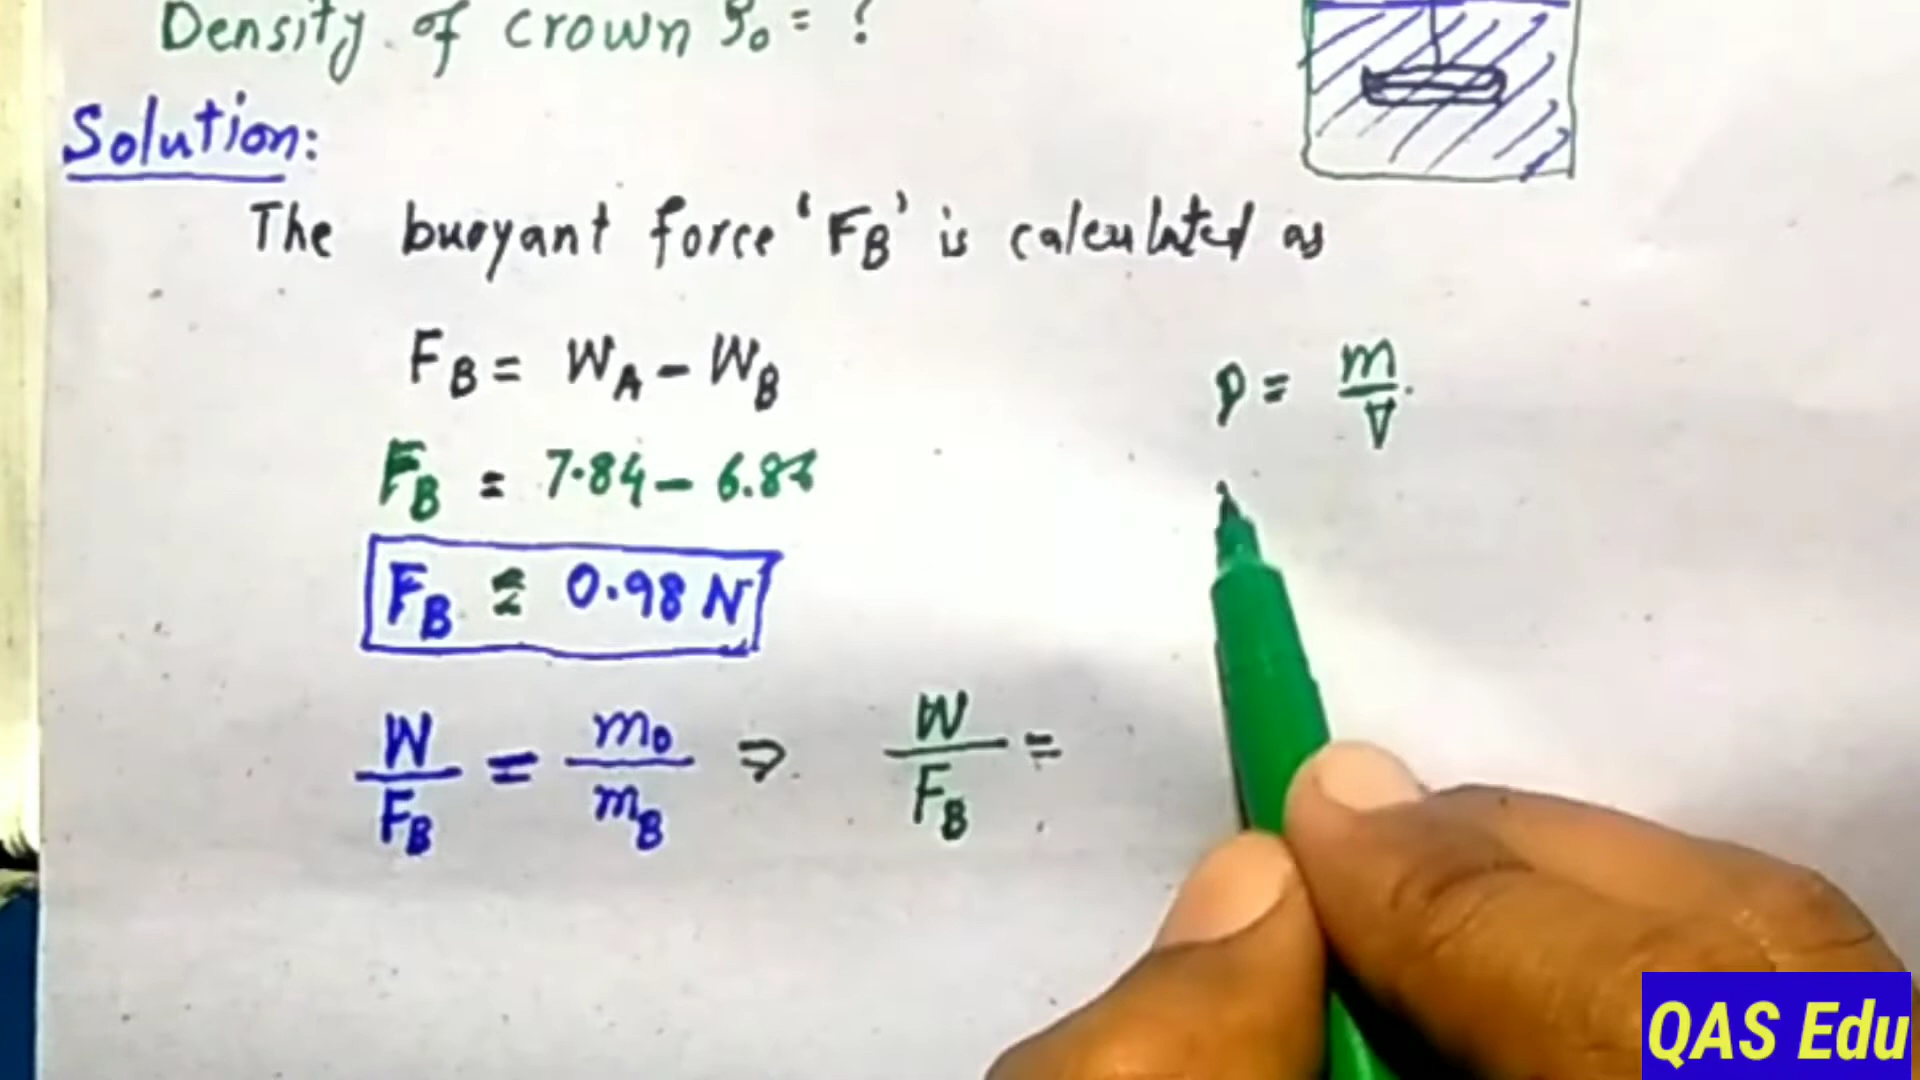 Density of crown ρ₀ = ?
Solution:
The buoyant force 'F_B' is calculated as
F_B = W_A - W_B
F_B = 7.84 - 6.86
F_B = 0.98 N
W/F_B = m₀/m_B ⇒ W/F_B =
ρ = m/V
QAS Edu